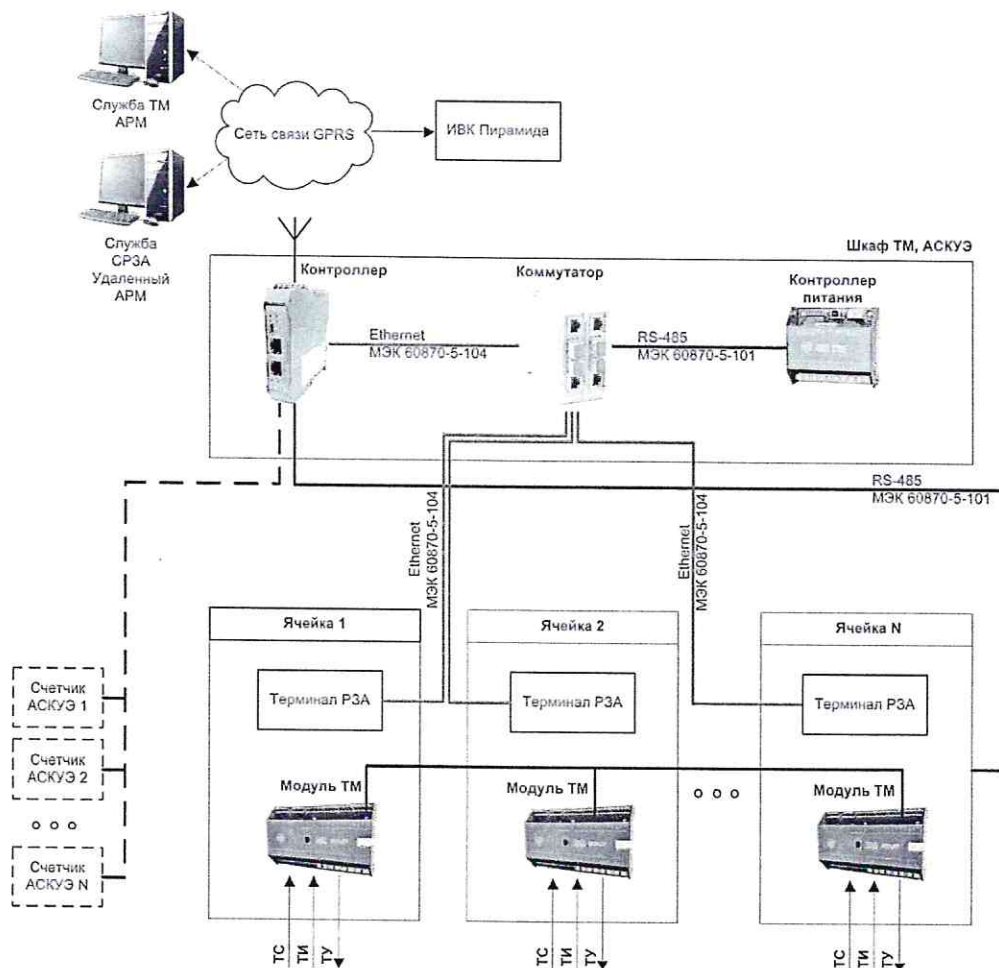 Служба ТМ
АРМ
Сеть связи GPRS
ИВК Пирамида
Служба
СРЗА
Удаленный
АРМ
Шкаф ТМ, АСКУЭ
Контроллер
Коммутатор
Контроллер
питания
Ethernet
МЭК 60870-5-104
RS-485
МЭК 60870-5-101
RS-485
МЭК 60870-5-101
Ethernet
МЭК 60870-5-104
Ethernet
МЭК 60870-5-104
Ячейка 1
Ячейка 2
Ячейка N
Терминал РЗА
Терминал РЗА
Терминал РЗА
Счетчик
АСКУЭ 1
Счетчик
АСКУЭ 2
Счетчик
АСКУЭ N
Модуль ТМ
Модуль ТМ
Модуль ТМ
ТС
ТИ
ТУ
ТС
ТИ
ТУ
ТС
ТИ
ТУ